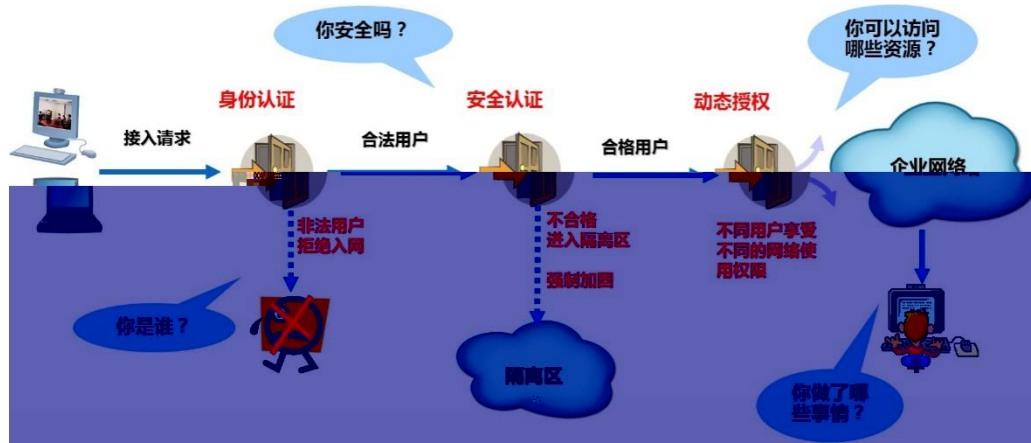 你安全吗？
你可以访问
哪些资源？
身份认证
安全认证
动态授权
接入请求
合法用户
合格用户
企业网络
非法用户
拒绝入网
不合格
进入隔离区
强制加固
不同用户享受
不同的网络使
用权限
你是谁？
隔离区
你做了哪
些事情？